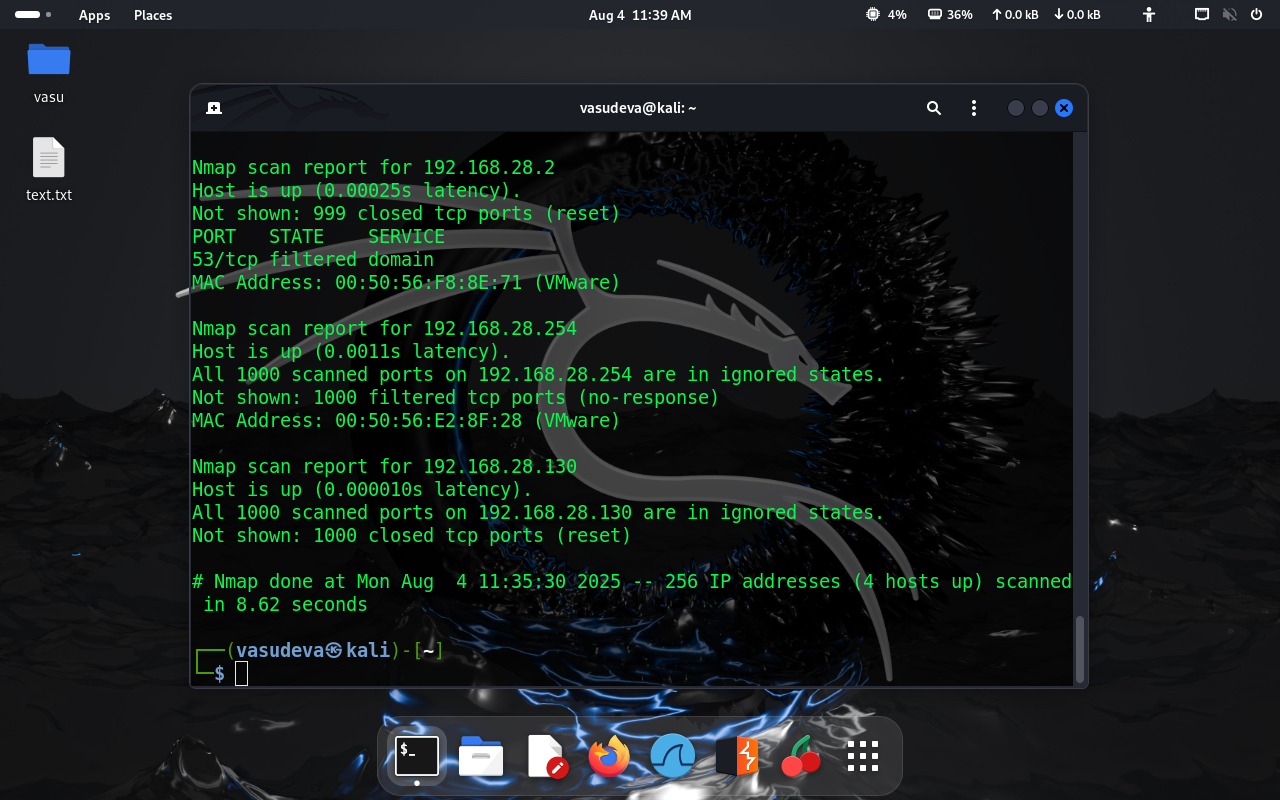 Apps Places Aug 4 11:39 AM 4% 36% 0.0 kB 0.0 kB
vasu
text.txt
vasudeva@kali: ~
Nmap scan report for 192.168.28.2
Host is up (0.00025s latency).
Not shown: 999 closed tcp ports (reset)
PORT   STATE    SERVICE
53/tcp filtered domain
MAC Address: 00:50:56:F8:8E:71 (VMware)
Nmap scan report for 192.168.28.254
Host is up (0.0011s latency).
All 1000 scanned ports on 192.168.28.254 are in ignored states.
Not shown: 1000 filtered tcp ports (no-response)
MAC Address: 00:50:56:E2:8F:28 (VMware)
Nmap scan report for 192.168.28.130
Host is up (0.000010s latency).
All 1000 scanned ports on 192.168.28.130 are in ignored states.
Not shown: 1000 closed tcp ports (reset)
# Nmap done at Mon Aug  4 11:35:30 2025 -- 256 IP addresses (4 hosts up) scanned
 in 8.62 seconds
┌──(vasudeva㉿kali)-[~]
└─$
$_